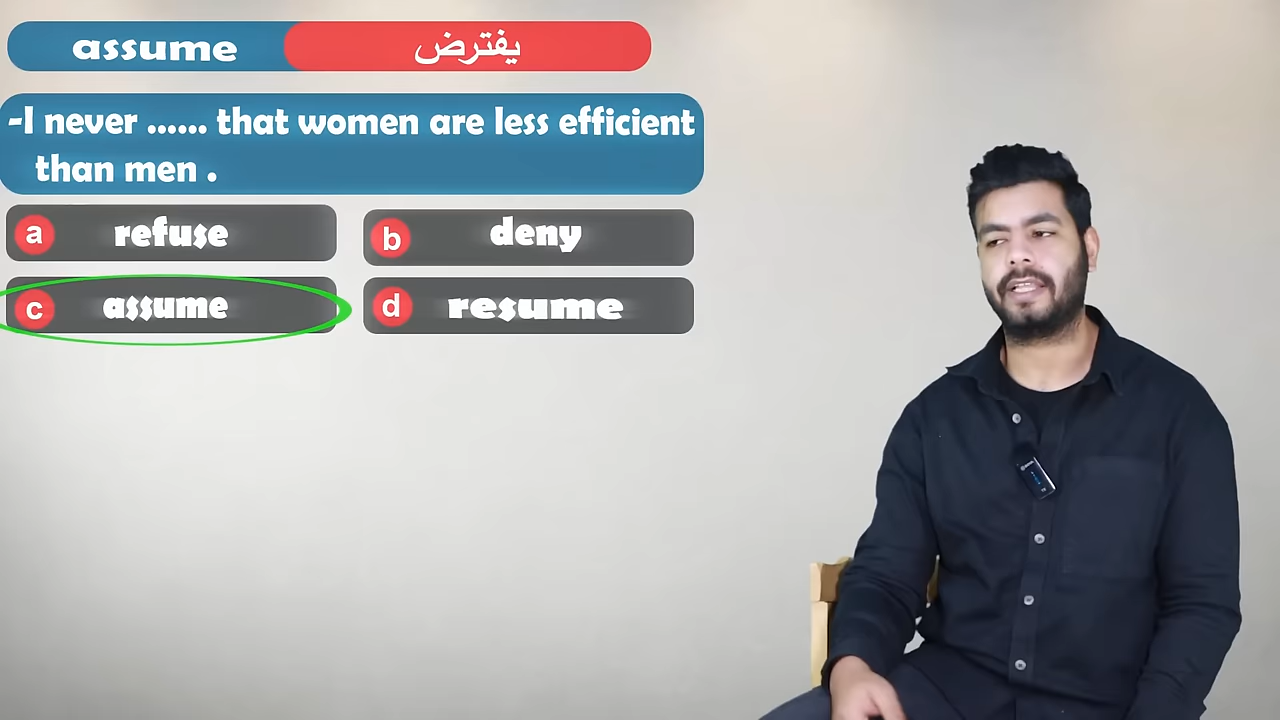 assume يفترض
-I never ...... that women are less efficient
than men .
a refuse
b deny
c assume
d resume